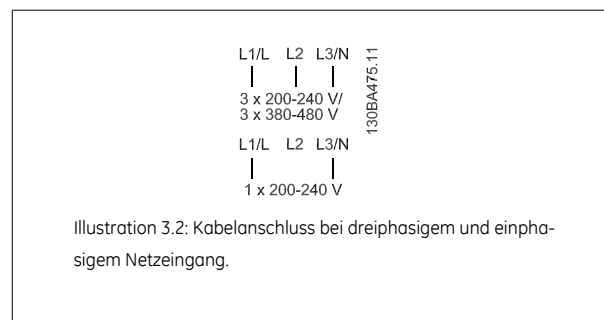 L1/L L2 L3/N
3 x 200-240 V/
3 x 380-480 V
130BA475.11
L1/L L2 L3/N
1 x 200-240 V
Illustration 3.2: Kabelanschluss bei dreiphasigem und einpha-
sigem Netzeingang.